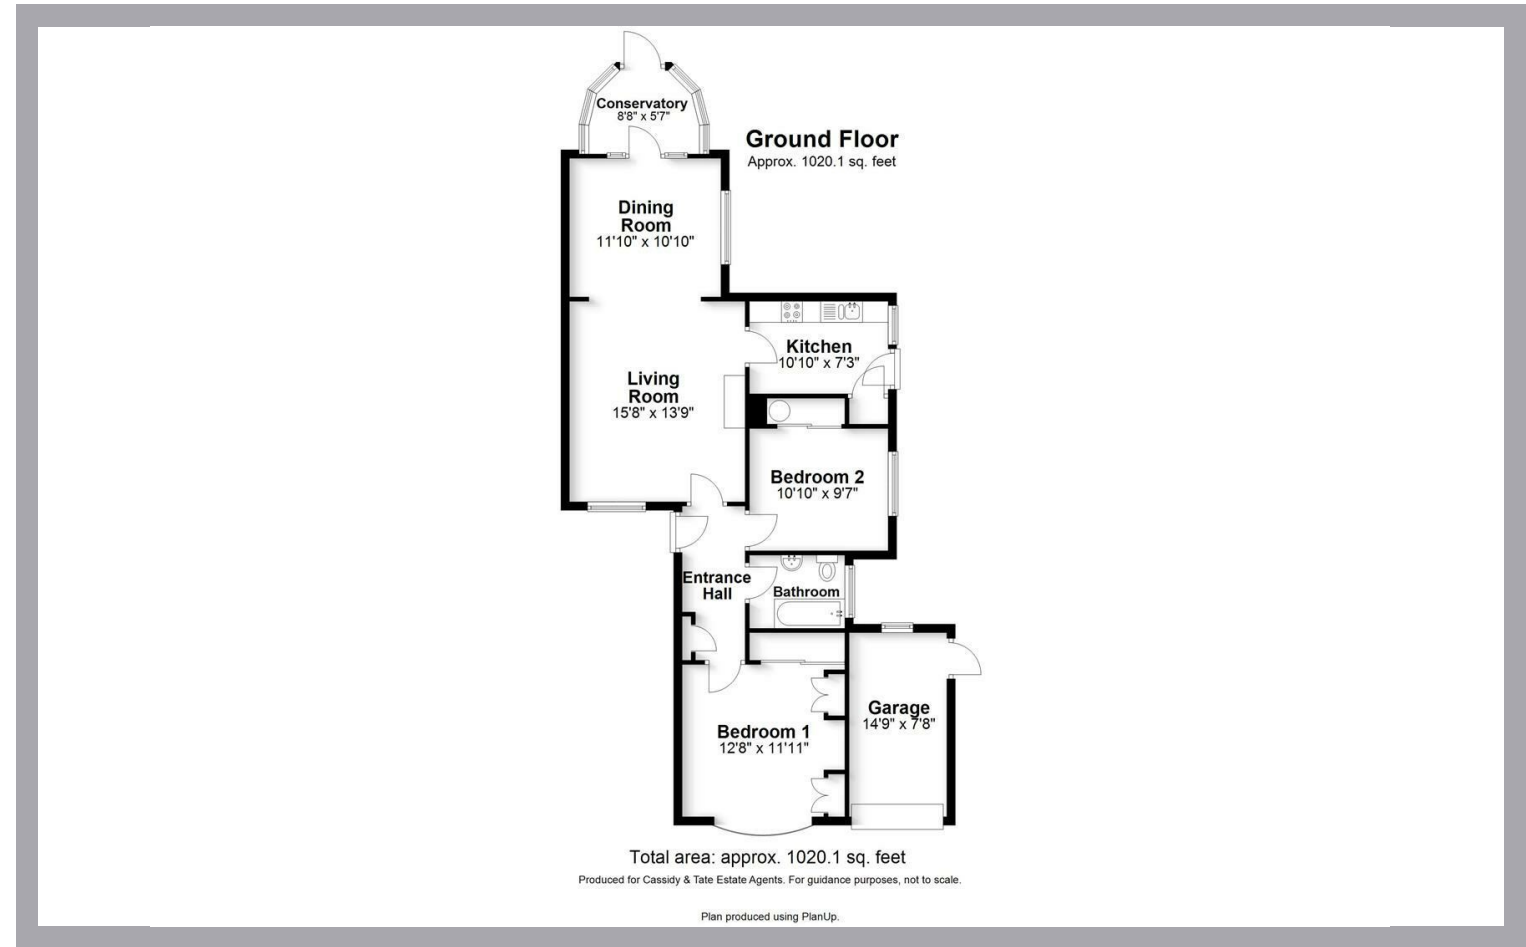 Conservatory
8'8" x 5'7"
Ground Floor
Approx. 1020.1 sq. feet
Dining
Room
11'10" x 10'10"
Kitchen
10'10" x 7'3"
Living
Room
15'8" x 13'9"
Bedroom 2
10'10" x 9'7"
Entrance
Hall
Bathroom
Garage
14'9" x 7'8"
Bedroom 1
12'8" x 11'11"
Total area: approx. 1020.1 sq. feet
Produced for Cassidy & Tate Estate Agents. For guidance purposes, not to scale.
Plan produced using PlanUp.